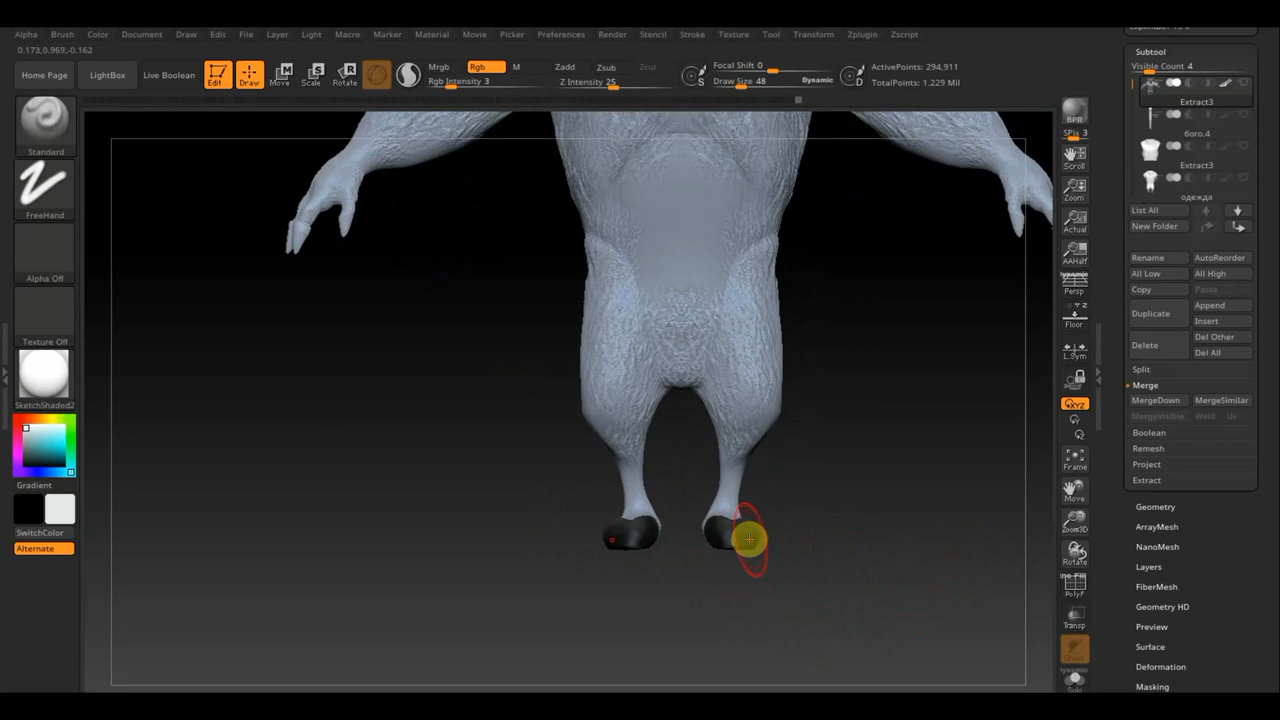 Alpha Brush Color Document Draw Edit File Layer Light Macro Marker Material Movie Picker Preferences Render Stencil Stroke Texture Tool Transform Zplugin Zscript
0.173,0.969,-0.162
Home Page
LightBox
Live Boolean
Edit
Draw
Move
Scale
Rotate
Mrgb
Rgb
M
Rgb Intensity 3
Zadd
Zsub
Zcut
Z Intensity 25
S
Focal Shift 0
Draw Size 48
Dynamic
D
ActivePoints: 294,911
TotalPoints: 1.229 Mil
Standard
FreeHand
Alpha Off
Texture Off
SketchShaded2
Gradient
SwitchColor
Alternate
BPR
SPix 3
Scroll
Zoom
Actual
AAHalf
Dynamic
Persp
Floor
L.Sym
XYZ
Frame
Move
Zoom3D
Rotate
PolyF
Transp
Solo
Subtool
Visible Count 4
Extract3
6oro.4
Extract3
одежда
List All
New Folder
Rename
AutoReorder
All Low
All High
Copy
Paste
Duplicate
Append
Insert
Delete
Del Other
Del All
Split
Merge
MergeDown
MergeSimilar
MergeVisible
Weld
Uv
Boolean
Remesh
Project
Extract
Geometry
ArrayMesh
NanoMesh
Layers
FiberMesh
Geometry HD
Preview
Surface
Deformation
Masking